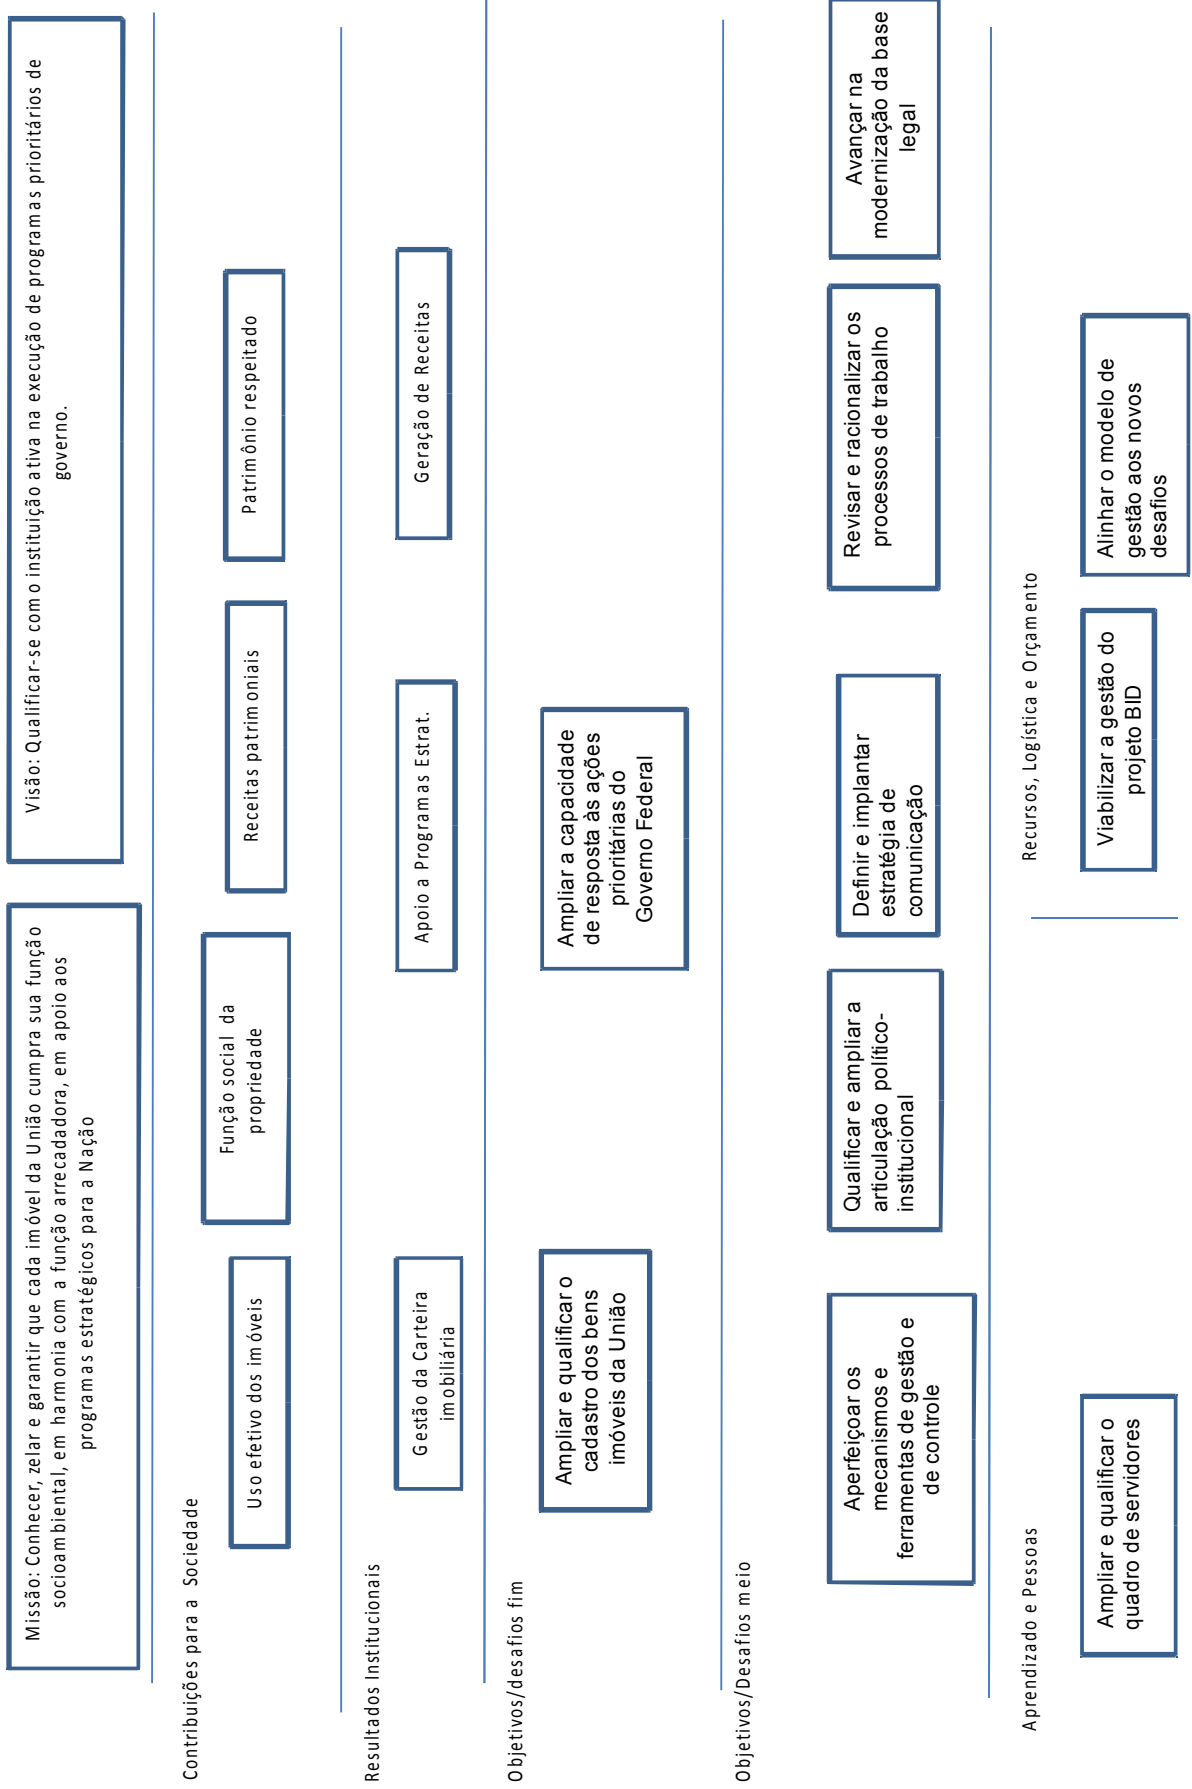 Missão: Conhecer, zelar e garantir que cada imóvel da União cumpra sua função
socioambiental, em harmonia com a função arrecadadora, em apoio aos
programas estratégicos para a Nação
Visão: Qualificar-se como instituição ativa na execução de programas prioritários de
governo.
Contribuições para a Sociedade
Uso efetivo dos imóveis
Função social da
propriedade
Receitas patrimoniais
Patrimônio respeitado
Resultados Institucionais
Gestão da Carteira
imobiliária
Apoio a Programas Estrat.
Geração de Receitas
Objetivos/desafios fim
Ampliar e qualificar o
cadastro dos bens
imóveis da União
Ampliar a capacidade
de resposta às ações
prioritárias do
Governo Federal
Objetivos/Desafios meio
Aperfeiçoar os
mecanismos e
ferramentas de gestão e
de controle
Qualificar e ampliar a
articulação político-
institucional
Definir e implantar
estratégia de
comunicação
Revisar e racionalizar os
processos de trabalho
Avançar na
modernização da base
legal
Aprendizado e Pessoas
Ampliar e qualificar o
quadro de servidores
Recursos, Logística e Orçamento
Viabilizar a gestão do
projeto BID
Alinhar o modelo de
gestão aos novos
desafios